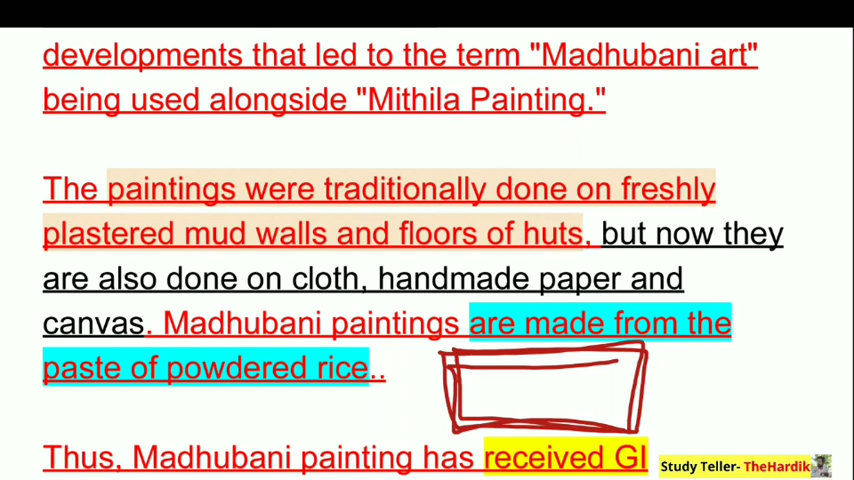 developments that led to the term "Madhubani art"
being used alongside "Mithila Painting."
The paintings were traditionally done on freshly
plastered mud walls and floors of huts, but now they
are also done on cloth, handmade paper and
canvas. Madhubani paintings are made from the
paste of powdered rice..
Thus, Madhubani painting has received GI
Study Teller- TheHardik